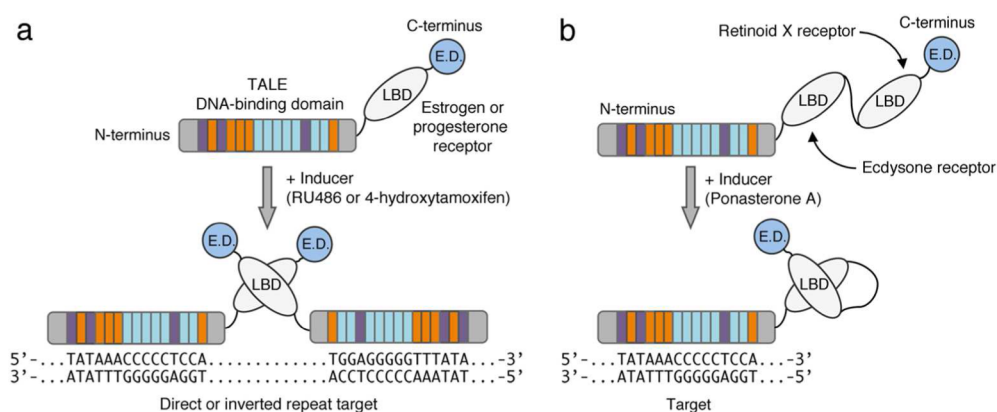 a
C-terminus
E.D.
LBD
TALE
DNA-binding domain
Estrogen or
progesterone
receptor
N-terminus
+ Inducer
(RU486 or 4-hydroxytamoxifen)
E.D.
E.D.
LBD
5’-...TATAAACCCCCTCCA..............TGGAGGGGGTTTATA...-3’
3’-ATATTTGGGGGAGGT..............ACCTCCCCCAAATAT...-5’
Direct or inverted repeat target
b
Retinoid X receptor
C-terminus
E.D.
LBD
LBD
N-terminus
Ecdysone receptor
+ Inducer
(Ponasterone A)
E.D.
LBD
5’-...TATAAACCCCCTCCA...-3’
3’-ATATTTGGGGGAGGT...-5’
Target